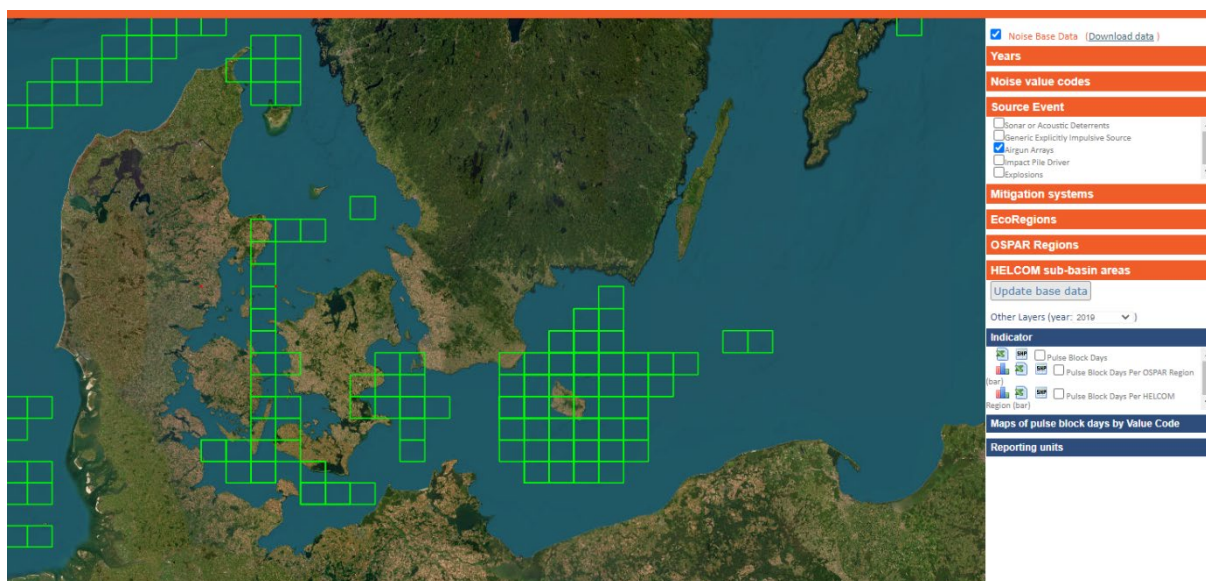 Noise Base Data (Download data )
Years
Noise value codes
Source Event
Sonar or Acoustic Deterrents
Generic Explicitly Impulsive Source
Airgun Arrays
Impact Pile Driver
Explosions
Mitigation systems
EcoRegions
OSPAR Regions
HELCOM sub-basin areas
Update base data
Other Layers (year: 2019 )
Indicator
SHP Pulse Block Days
SHP Pulse Block Days Per OSPAR Region
(bar)
SHP Pulse Block Days Per HELCOM
Region (bar)
Maps of pulse block days by Value Code
Reporting units